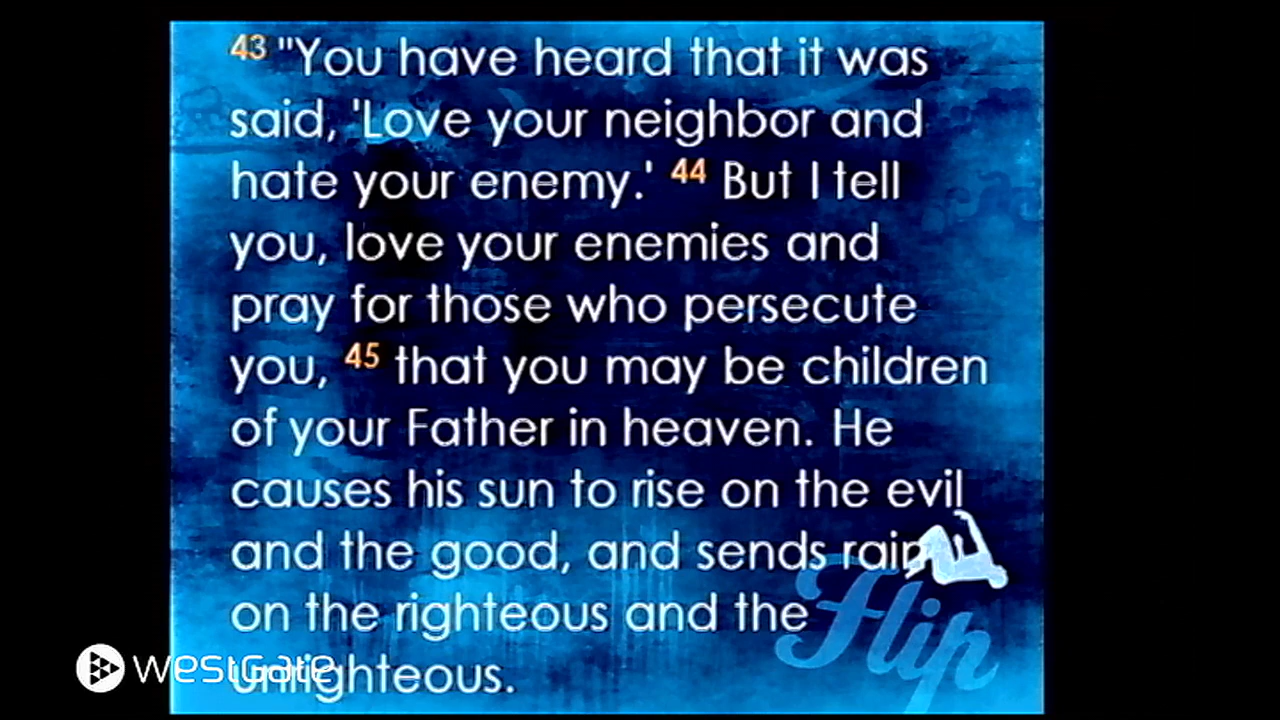 43 "You have heard that it was
said, 'Love your neighbor and
hate your enemy.' 44 But I tell
you, love your enemies and
pray for those who persecute
you, 45 that you may be children
of your Father in heaven. He
causes his sun to rise on the evil
and the good, and sends rain
on the righteous and the
unrighteous.
Flip
westgate